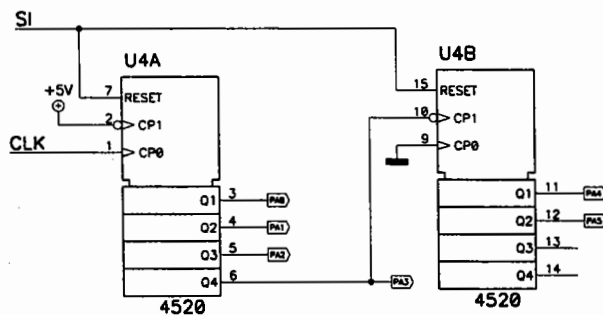 SI
U4A
U4B
+5V
7 RESET
15 RESET
2 CP1
10 CP1
CLK
1 CP0
9 CP0
Q1 3 PA0
Q1 11 PA4
Q2 4 PA1
Q2 12 PA5
Q3 5 PA2
Q3 13
Q4 6 PA3
Q4 14
4520
4520